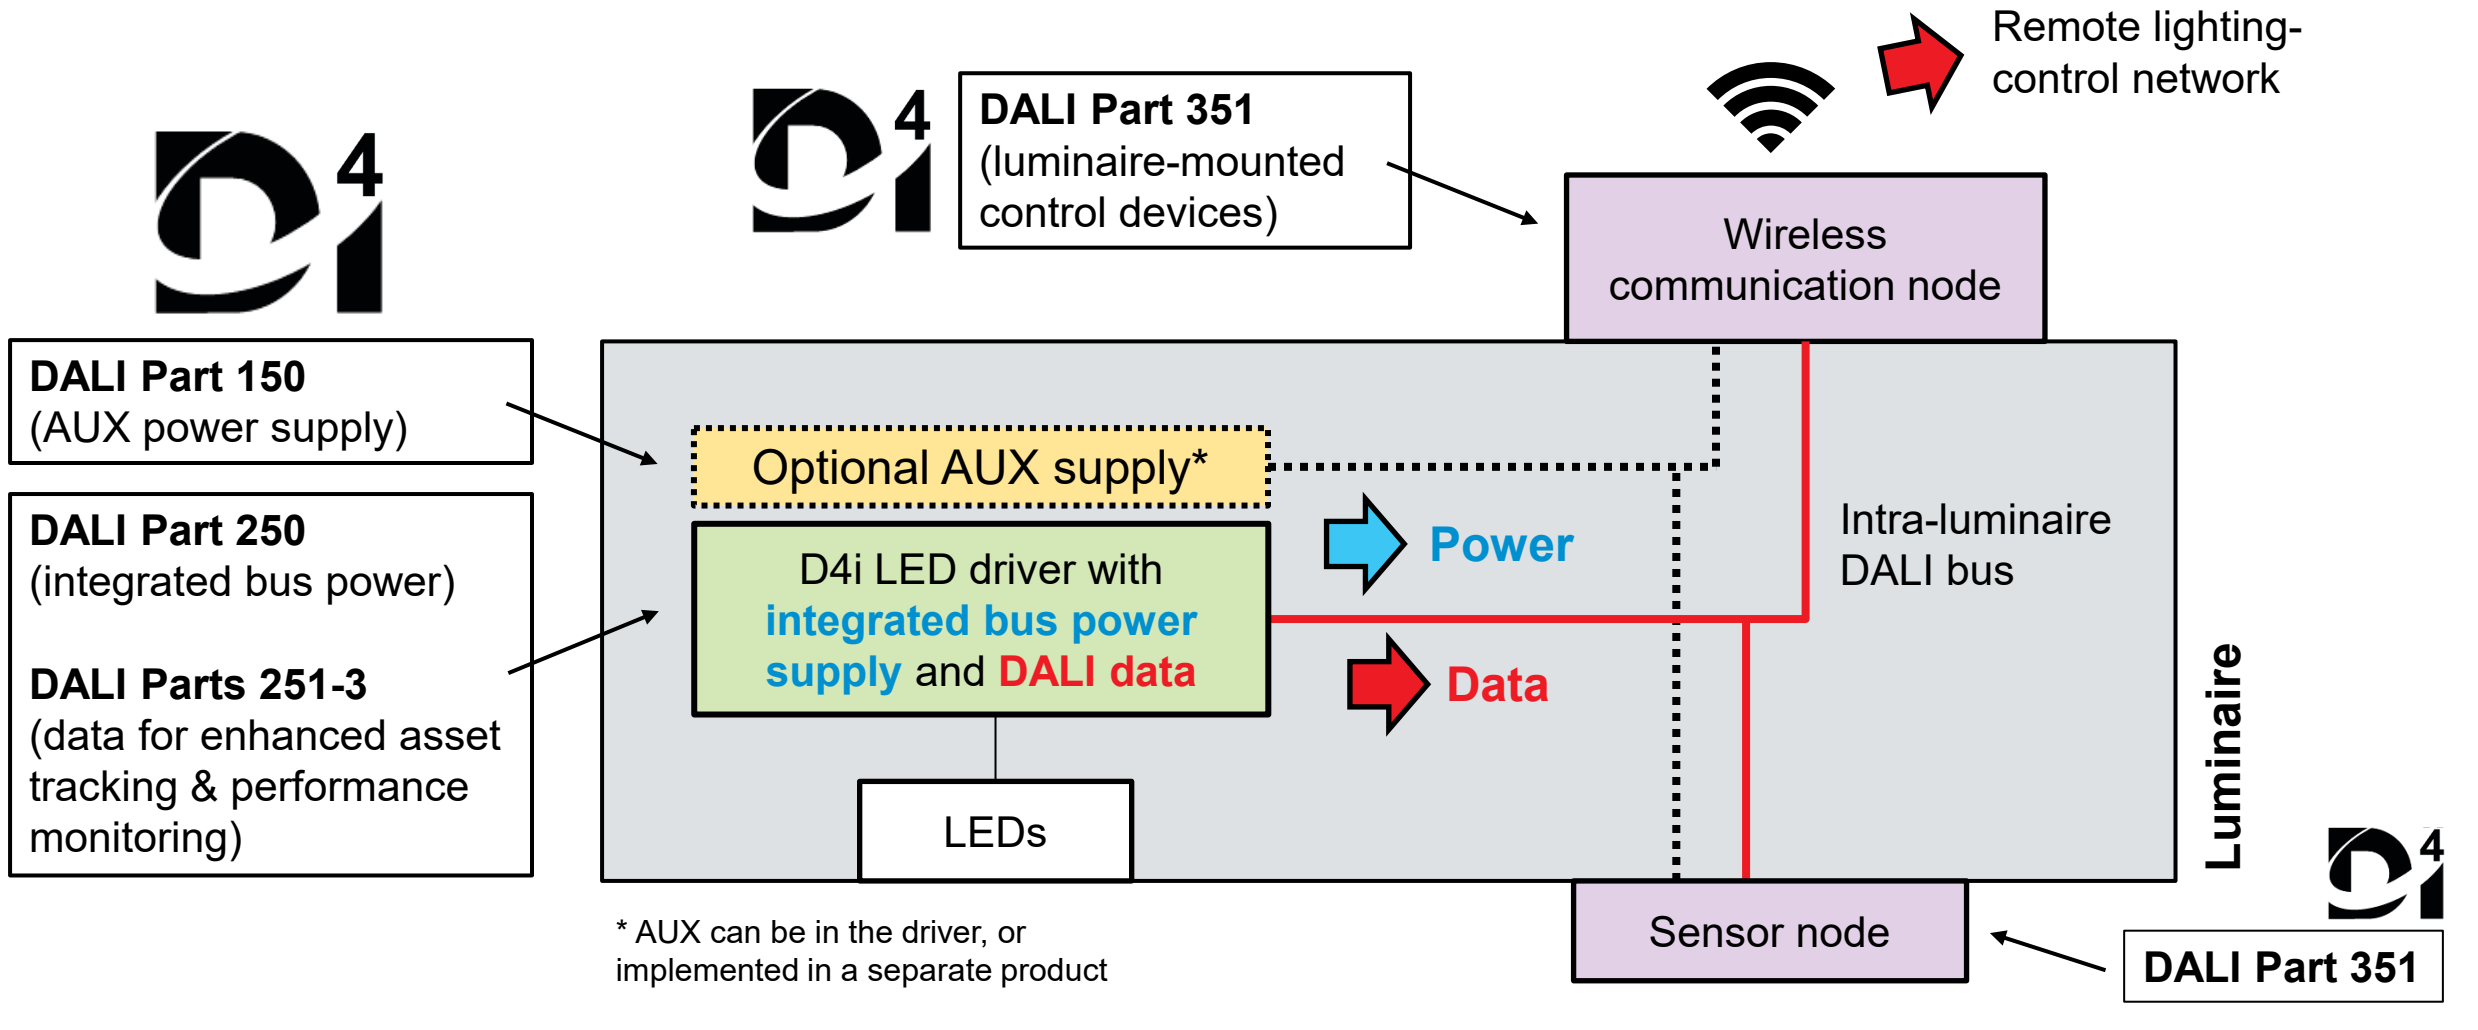 Remote lighting-
control network
D4i
D4i
DALI Part 351
(luminaire-mounted
control devices)
Wireless
communication node
DALI Part 150
(AUX power supply)
Optional AUX supply*
DALI Part 250
(integrated bus power)
DALI Parts 251-3
(data for enhanced asset
tracking & performance
monitoring)
D4i LED driver with
integrated bus power
supply and DALI data
Power
Data
Intra-luminaire
DALI bus
Luminaire
LEDs
* AUX can be in the driver, or
implemented in a separate product
Sensor node
D4i
DALI Part 351